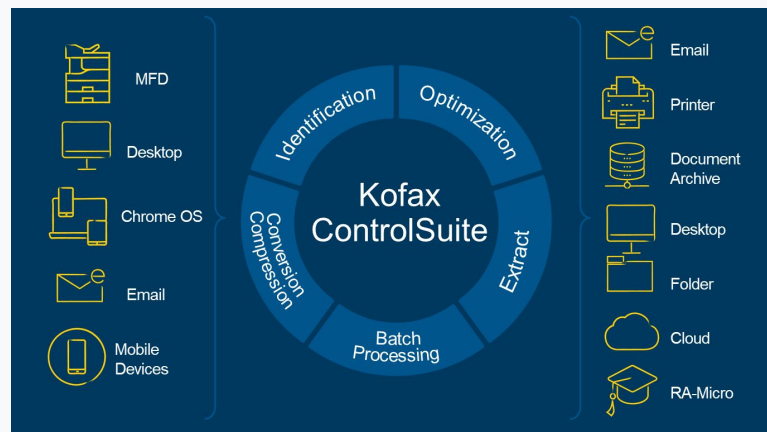 MFD
Desktop
Chrome OS
Email
Mobile
Devices
Identification
Optimization
Extract
Batch
Processing
Conversion
Compression
Kofax
ControlSuite
Email
Printer
Document
Archive
Desktop
Folder
Cloud
RA-Micro